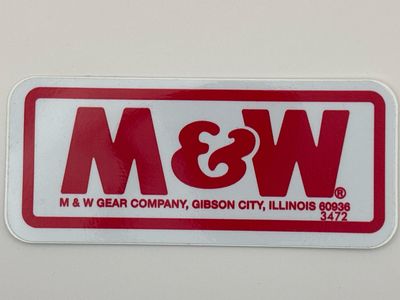 M&W®
M & W GEAR COMPANY, GIBSON CITY, ILLINOIS 60936
3472